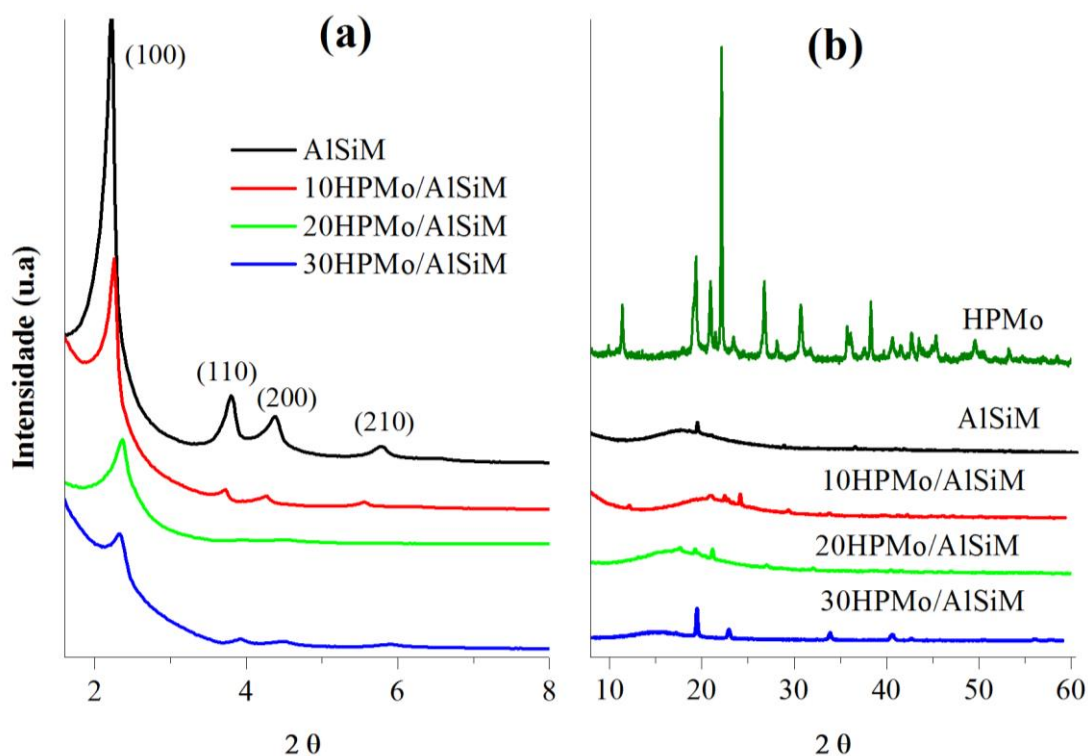 (a)
(100)
AlSiM
10HPMo/AlSiM
20HPMo/AlSiM
30HPMo/AlSiM
(110)
(200)
(210)
Intensidade (u.a)
2 4 6 8
2 θ
(b)
HPMo
AlSiM
10HPMo/AlSiM
20HPMo/AlSiM
30HPMo/AlSiM
10 20 30 40 50 60
2 θ